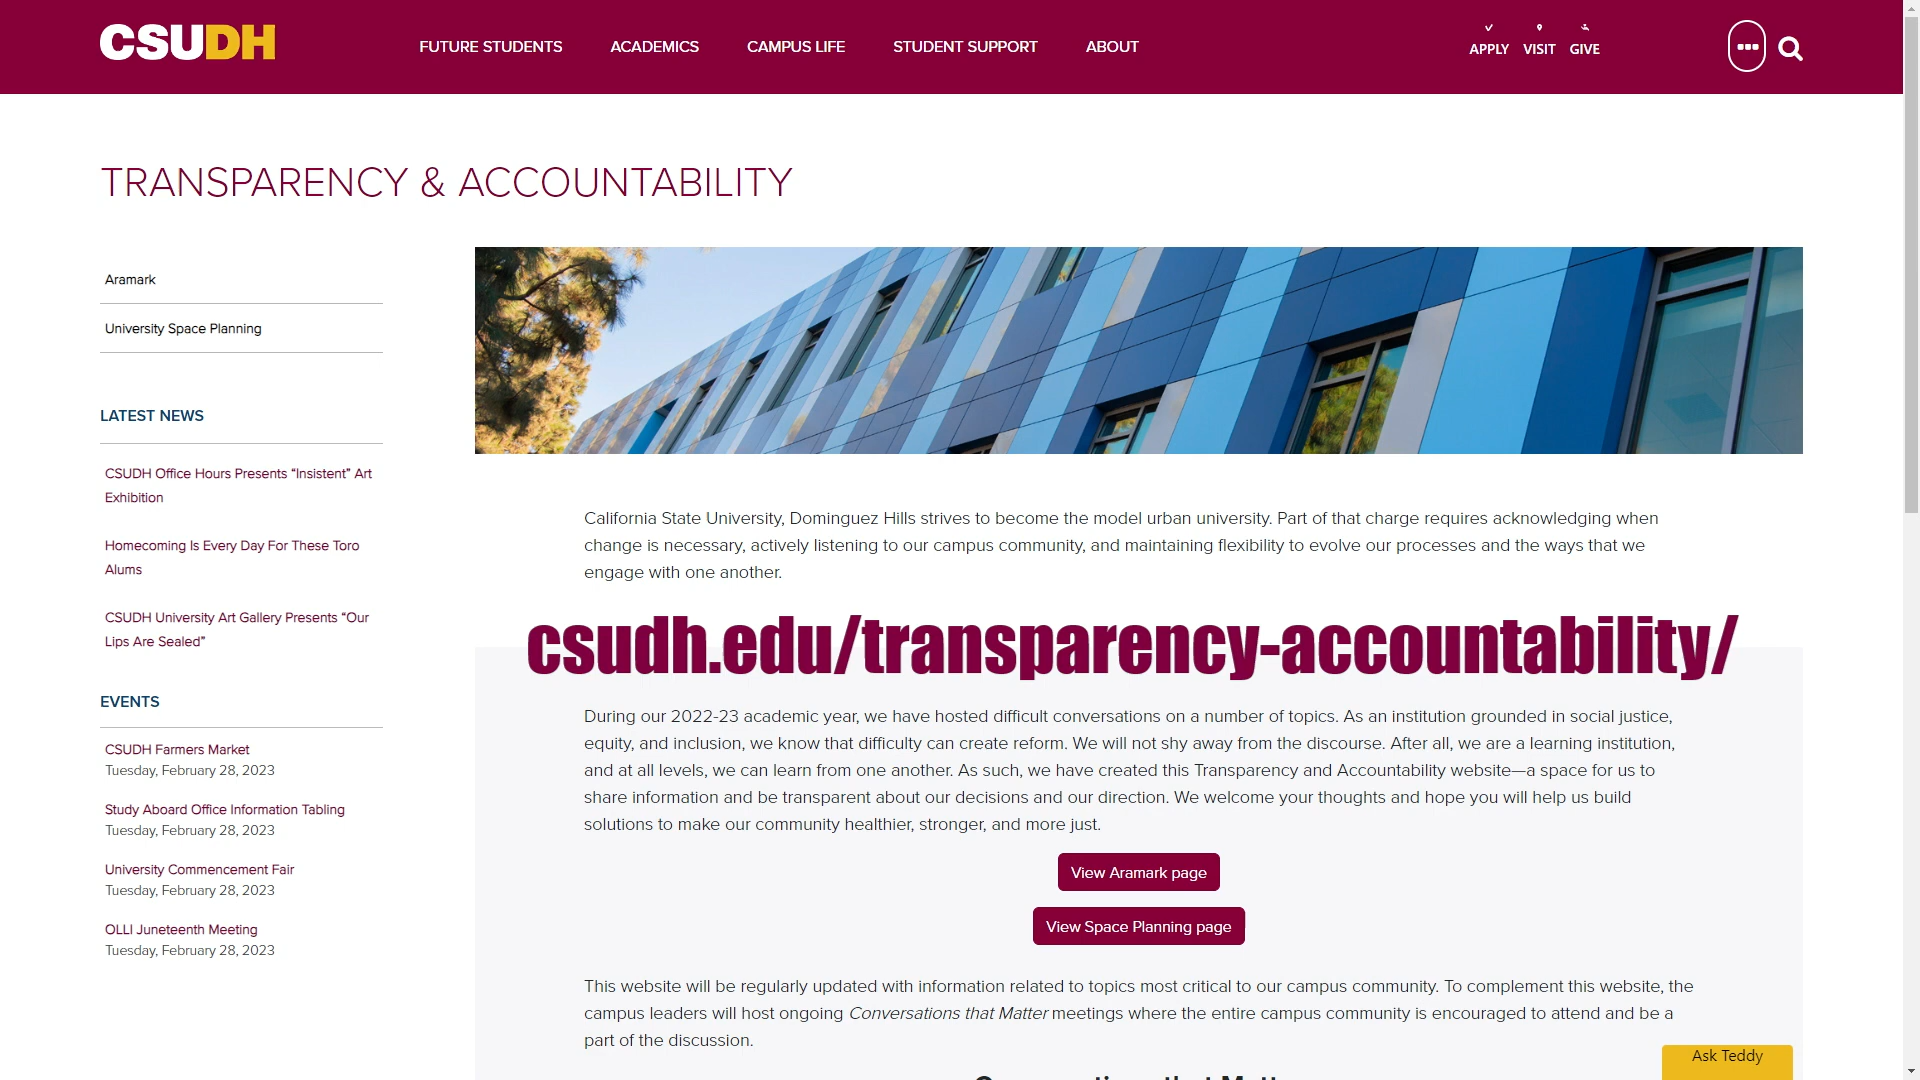 CSUDH
FUTURE STUDENTS
ACADEMICS
CAMPUS LIFE
STUDENT SUPPORT
ABOUT
APPLY
VISIT
GIVE
TRANSPARENCY & ACCOUNTABILITY
Aramark
University Space Planning
LATEST NEWS
CSUDH Office Hours Presents “Insistent” Art
Exhibition
Homecoming Is Every Day For These Toro
Alums
CSUDH University Art Gallery Presents “Our
Lips Are Sealed”
EVENTS
CSUDH Farmers Market
Tuesday, February 28, 2023
Study Aboard Office Information Tabling
Tuesday, February 28, 2023
University Commencement Fair
Tuesday, February 28, 2023
OLLI Juneteenth Meeting
Tuesday, February 28, 2023
California State University, Dominguez Hills strives to become the model urban university. Part of that charge requires acknowledging when
change is necessary, actively listening to our campus community, and maintaining flexibility to evolve our processes and the ways that we
engage with one another.
csudh.edu/transparency-accountability/
During our 2022-23 academic year, we have hosted difficult conversations on a number of topics. As an institution grounded in social justice,
equity, and inclusion, we know that difficulty can create reform. We will not shy away from the discourse. After all, we are a learning institution,
and at all levels, we can learn from one another. As such, we have created this Transparency and Accountability website—a space for us to
share information and be transparent about our decisions and our direction. We welcome your thoughts and hope you will help us build
solutions to make our community healthier, stronger, and more just.
View Aramark page
View Space Planning page
This website will be regularly updated with information related to topics most critical to our campus community. To complement this website, the
campus leaders will host ongoing Conversations that Matter meetings where the entire campus community is encouraged to attend and be a
part of the discussion.
Ask Teddy